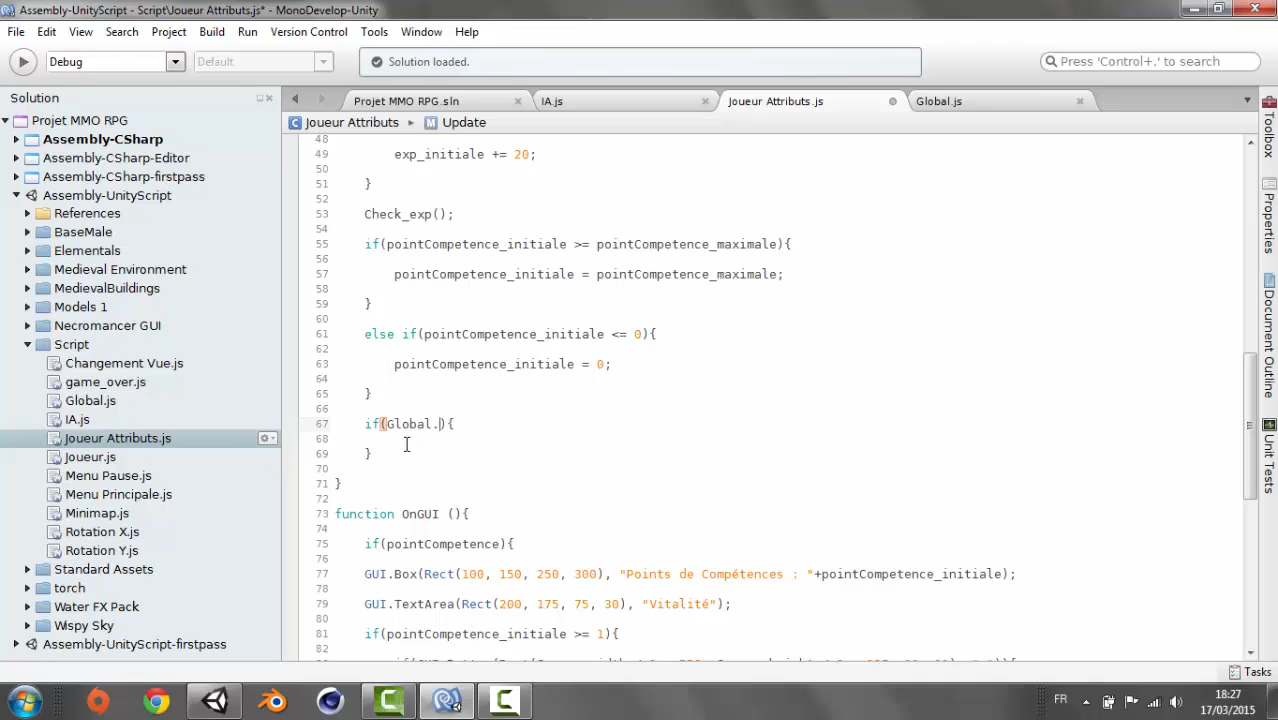 Assembly-UnityScript - Script\Joueur Attributs.js* - MonoDevelop-Unity
File Edit View Search Project Build Run Version Control Tools Window Help
Debug Default Solution loaded. Press 'Control+.' to search
Solution
Projet MMO RPG
Assembly-CSharp
Assembly-CSharp-Editor
Assembly-CSharp-firstpass
Assembly-UnityScript
References
BaseMale
Elementals
Medieval Environment
MedievalBuildings
Models 1
Necromancer GUI
Script
Changement Vue.js
game_over.js
Global.js
IA.js
Joueur Attributs.js
Joueur.js
Menu Pause.js
Menu Principale.js
Minimap.js
Rotation X.js
Rotation Y.js
Standard Assets
torch
Water FX Pack
Wispy Sky
Assembly-UnityScript-firstpass
Projet MMO RPG.sln IA.js Joueur Attributs.js Global.js
Joueur Attributs Update
48
49 exp_initiale += 20;
50
51 }
52
53 Check_exp();
54
55 if(pointCompetence_initiale >= pointCompetence_maximale){
56
57 pointCompetence_initiale = pointCompetence_maximale;
58
59 }
60
61 else if(pointCompetence_initiale <= 0){
62
63 pointCompetence_initiale = 0;
64
65 }
66
67 if(Global.){
68
69 }
70
71 }
72
73 function OnGUI (){
74
75 if(pointCompetence){
76
77 GUI.Box(Rect(100, 150, 250, 300), "Points de Compétences : "+pointCompetence_initiale);
78
79 GUI.TextArea(Rect(200, 175, 75, 30), "Vitalité");
80
81 if(pointCompetence_initiale >= 1){
82
Toolbox
Properties
Document Outline
Unit Tests
Tasks
FR 18:27
17/03/2015